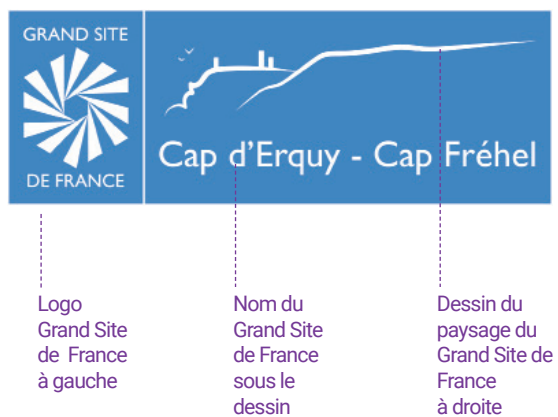 GRAND SITE
DE FRANCE
Cap d'Erquy - Cap Fréhel
Logo
Grand Site
de France
à gauche
Nom du
Grand Site
de France
sous le
dessin
Dessin du
paysage du
Grand Site de
France
à droite